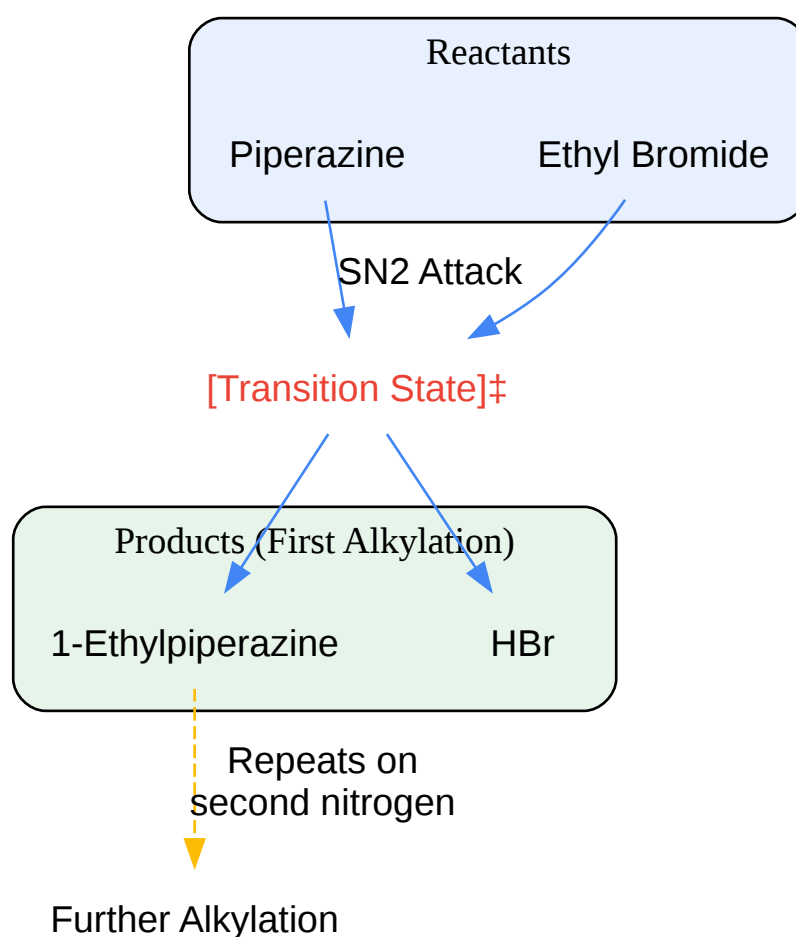 Reactants
Piperazine
Ethyl Bromide
SN2 Attack
[Transition State]‡
Products (First Alkylation)
1-Ethylpiperazine
HBr
Repeats on
second nitrogen
Further Alkylation